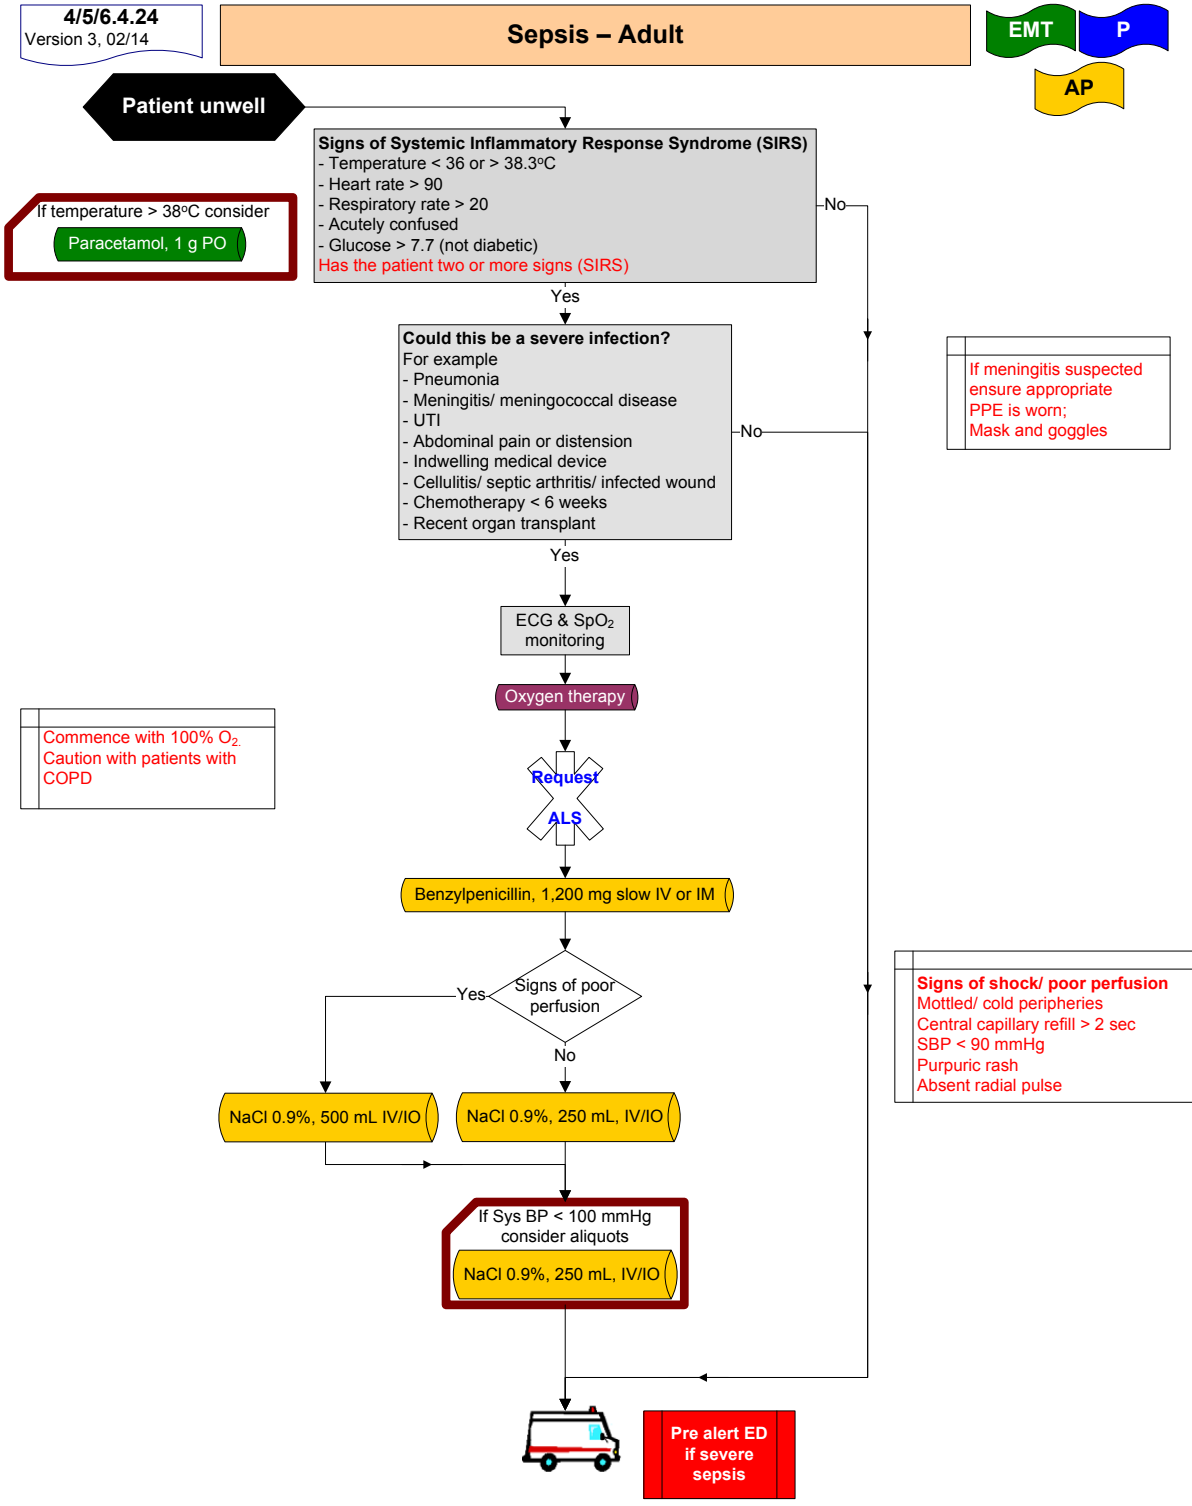 4/5/6.4.24
Version 3, 02/14
Sepsis – Adult
EMT
P
AP
Patient unwell
Signs of Systemic Inflammatory Response Syndrome (SIRS)
- Temperature < 36 or > 38.3°C
- Heart rate > 90
- Respiratory rate > 20
- Acutely confused
- Glucose > 7.7 (not diabetic)
Has the patient two or more signs (SIRS)
No
If temperature > 38°C consider
Paracetamol, 1 g PO
Yes
Could this be a severe infection?
For example
- Pneumonia
- Meningitis/ meningococcal disease
- UTI
- Abdominal pain or distension
- Indwelling medical device
- Cellulitis/ septic arthritis/ infected wound
- Chemotherapy < 6 weeks
- Recent organ transplant
No
If meningitis suspected
ensure appropriate
PPE is worn;
Mask and goggles
Yes
ECG & SpO₂
monitoring
Oxygen therapy
Commence with 100% O₂.
Caution with patients with
COPD
Request
ALS
Benzylpenicillin, 1,200 mg slow IV or IM
Signs of poor
perfusion
Yes
No
Signs of shock/ poor perfusion
Mottled/ cold peripheries
Central capillary refill > 2 sec
SBP < 90 mmHg
Purpuric rash
Absent radial pulse
NaCl 0.9%, 500 mL IV/IO
NaCl 0.9%, 250 mL, IV/IO
If Sys BP < 100 mmHg
consider aliquots
NaCl 0.9%, 250 mL, IV/IO
Pre alert ED
if severe
sepsis